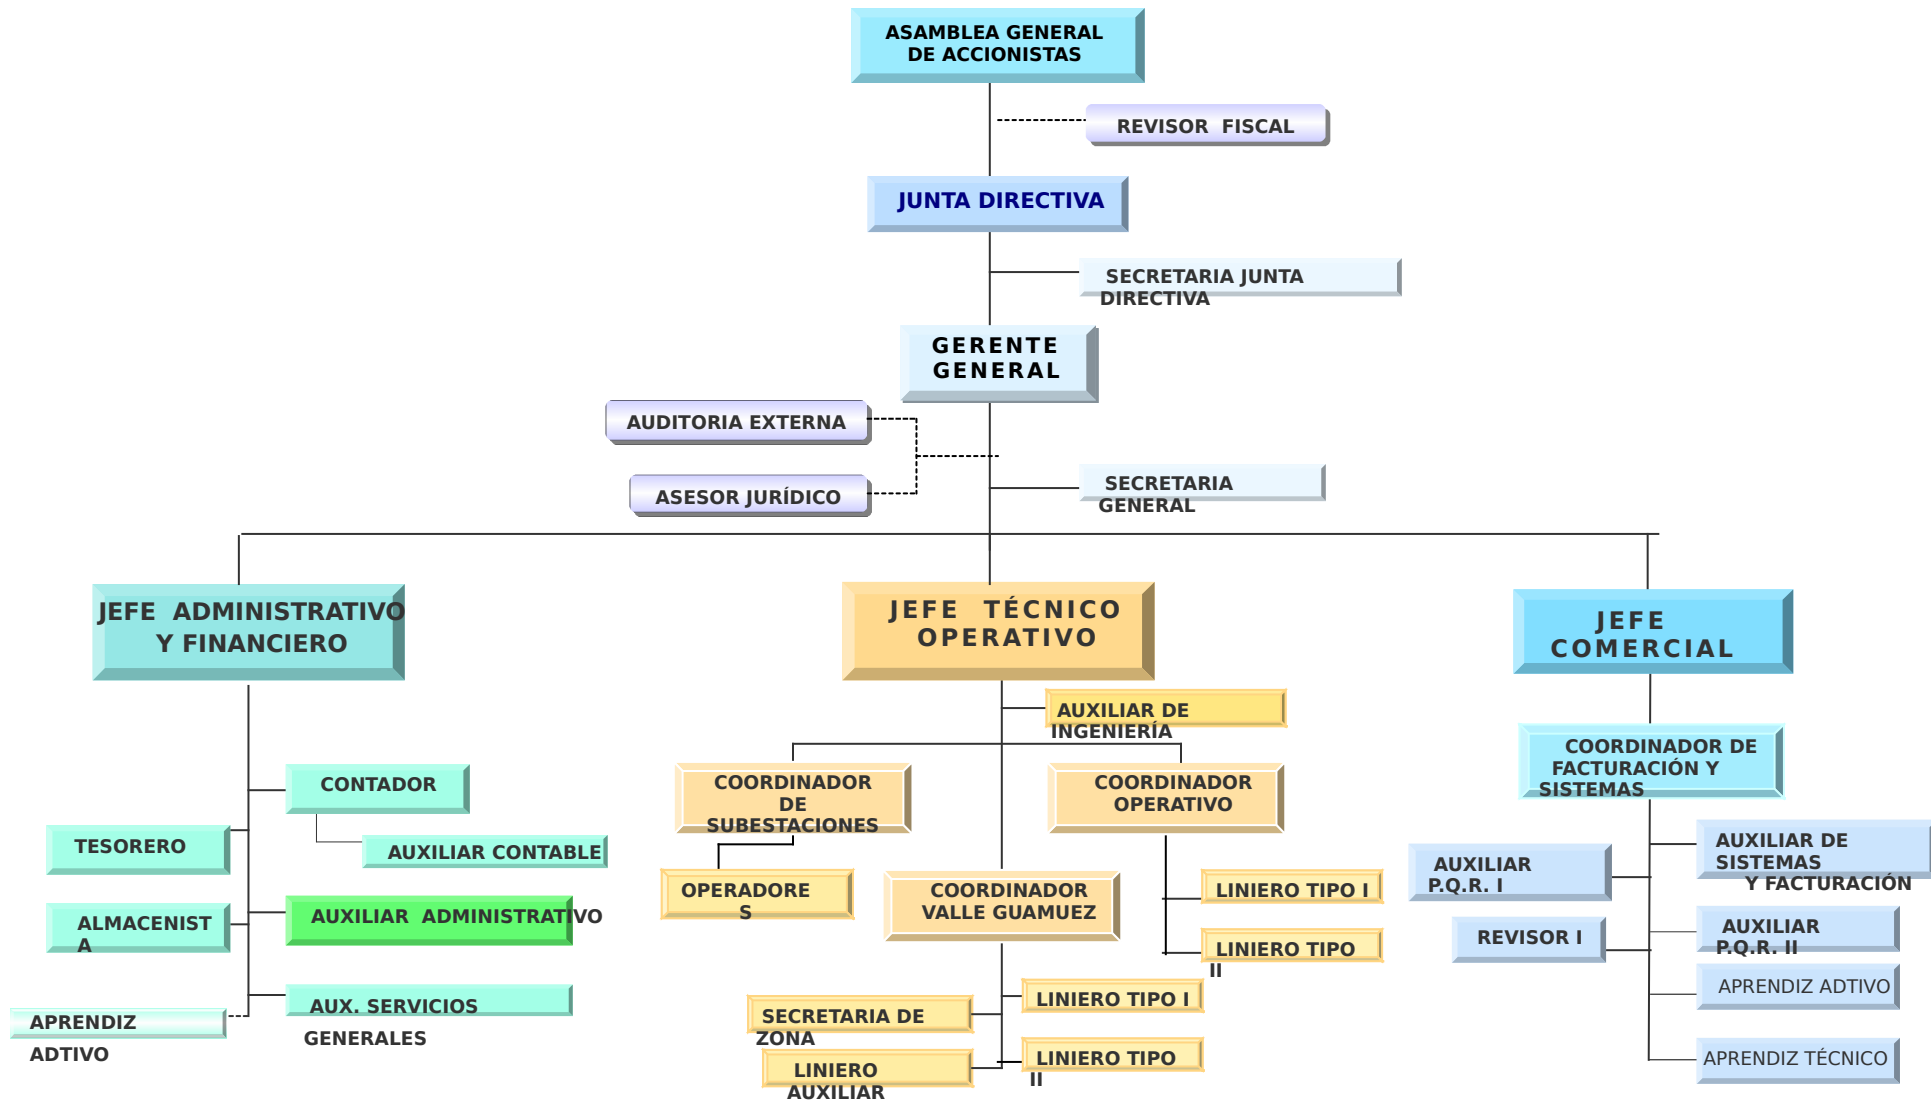 ASAMBLEA GENERAL
DE ACCIONISTAS
REVISOR FISCAL
JUNTA DIRECTIVA
SECRETARIA JUNTA
DIRECTIVA
GERENTE
GENERAL
AUDITORIA EXTERNA
ASESOR JURÍDICO
SECRETARIA
GENERAL
JEFE ADMINISTRATIVO
Y FINANCIERO
CONTADOR
TESORERO
AUXILIAR CONTABLE
AUXILIAR ADMINISTRATIVO
ALMACENIST
A
AUX. SERVICIOS
GENERALES
APRENDIZ
ADTIVO
JEFE TÉCNICO
OPERATIVO
AUXILIAR DE
INGENIERÍA
COORDINADOR
DE
SUBESTACIONES
OPERADORE
S
COORDINADOR
OPERATIVO
LINIERO TIPO I
LINIERO TIPO
II
COORDINADOR
VALLE GUAMUEZ
LINIERO TIPO I
SECRETARIA DE
ZONA
LINIERO TIPO
II
LINIERO
AUXILIAR
JEFE
COMERCIAL
COORDINADOR DE
FACTURACIÓN Y
SISTEMAS
AUXILIAR DE
SISTEMAS
Y FACTURACIÓN
AUXILIAR
P.Q.R. I
AUXILIAR
P.Q.R. II
REVISOR I
APRENDIZ ADTIVO
APRENDIZ TÉCNICO